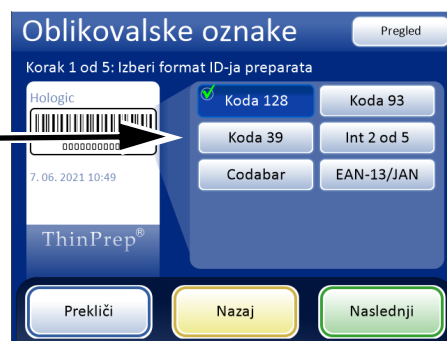 Oblikovalske oznake
Pregled
Korak 1 od 5: Izberi format ID-ja preparata
Hologic
0000000000
7. 06. 2021 10:49
ThinPrep®
Koda 128
Koda 93
Koda 39
Int 2 od 5
Codabar
EAN-13/JAN
Prekliči
Nazaj
Naslednji